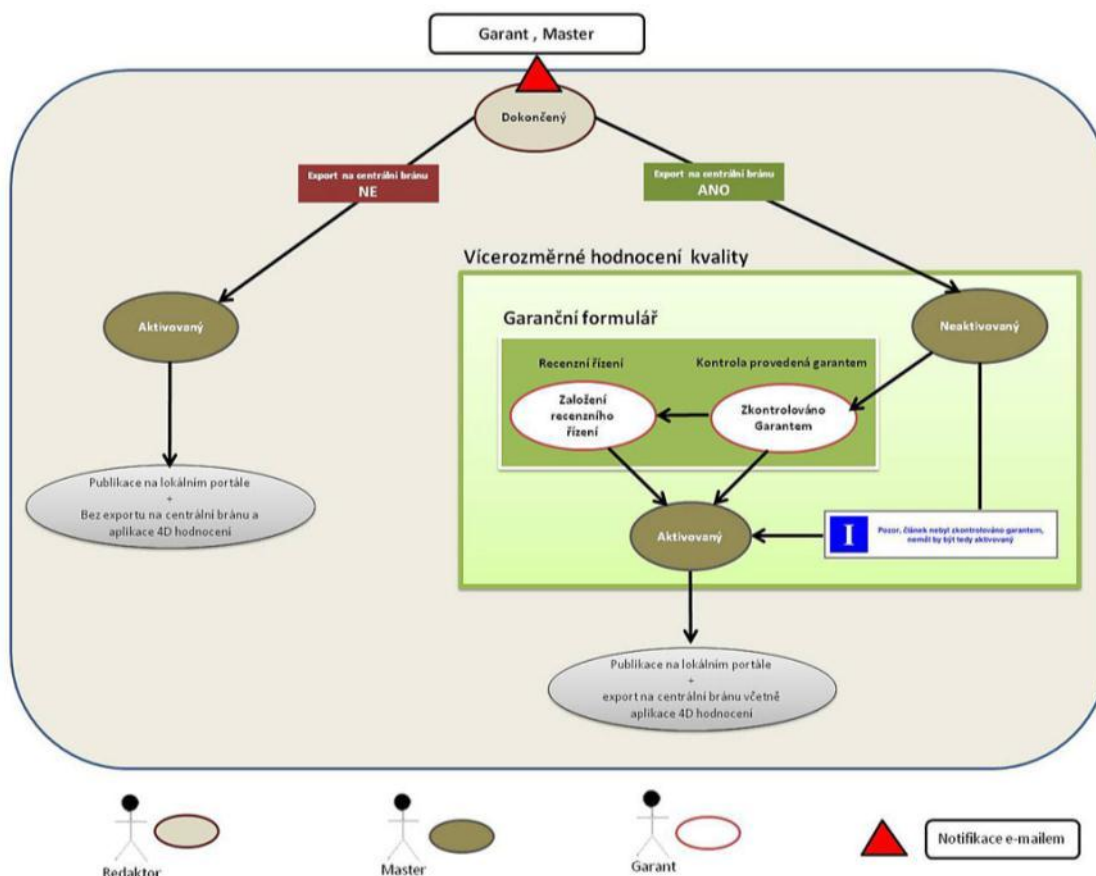 Garant , Master
Dokončený
Export na centrální bránu
NE
Export na centrální bránu
ANO
Vícerozměrné hodnocení kvality
Aktivovaný
Neaktivovaný
Garanční formulář
Recenzní řízení
Kontrola provedená garantem
Založení
recenzního
řízení
Zkontrolováno
Garantem
Publikace na lokálním portále
+
Bez exportu na centrální bránu a
aplikace 4D hodnocení
Aktivovaný
I
Pozor, článek nebyl zkontrolováno garantem,
neměl by být tedy aktivovaný
Publikace na lokálním portále
+
export na centrální bránu včetně
aplikace 4D hodnocení
Redaktor
Master
Garant
Notifikace e-mailem